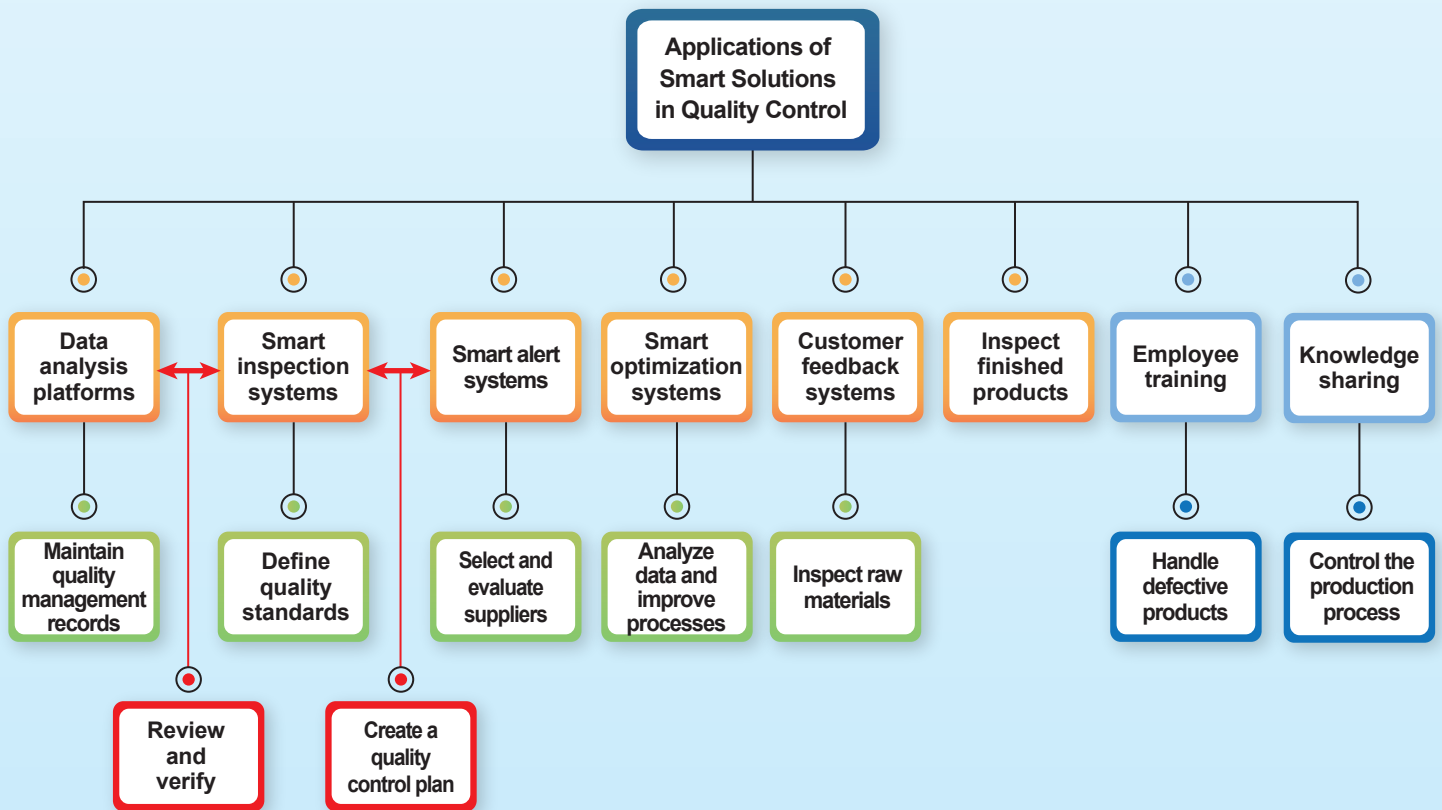 Applications of
Smart Solutions
in Quality Control
Data
analysis
platforms
Smart
inspection
systems
Smart alert
systems
Smart
optimization
systems
Customer
feedback
systems
Inspect
finished
products
Employee
training
Knowledge
sharing
Maintain
quality
management
records
Define
quality
standards
Select and
evaluate
suppliers
Analyze
data and
improve
processes
Inspect raw
materials
Handle
defective
products
Control the
production
process
Review
and
verify
Create a
quality
control plan